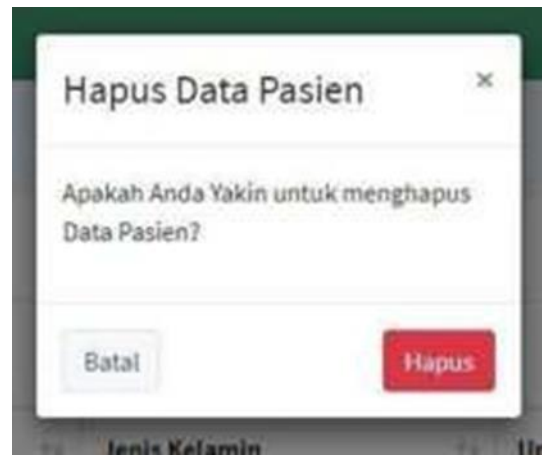 Hapus Data Pasien ×
Apakah Anda Yakin untuk menghapus
Data Pasien?
Batal Hapus
Jenis Kelamin